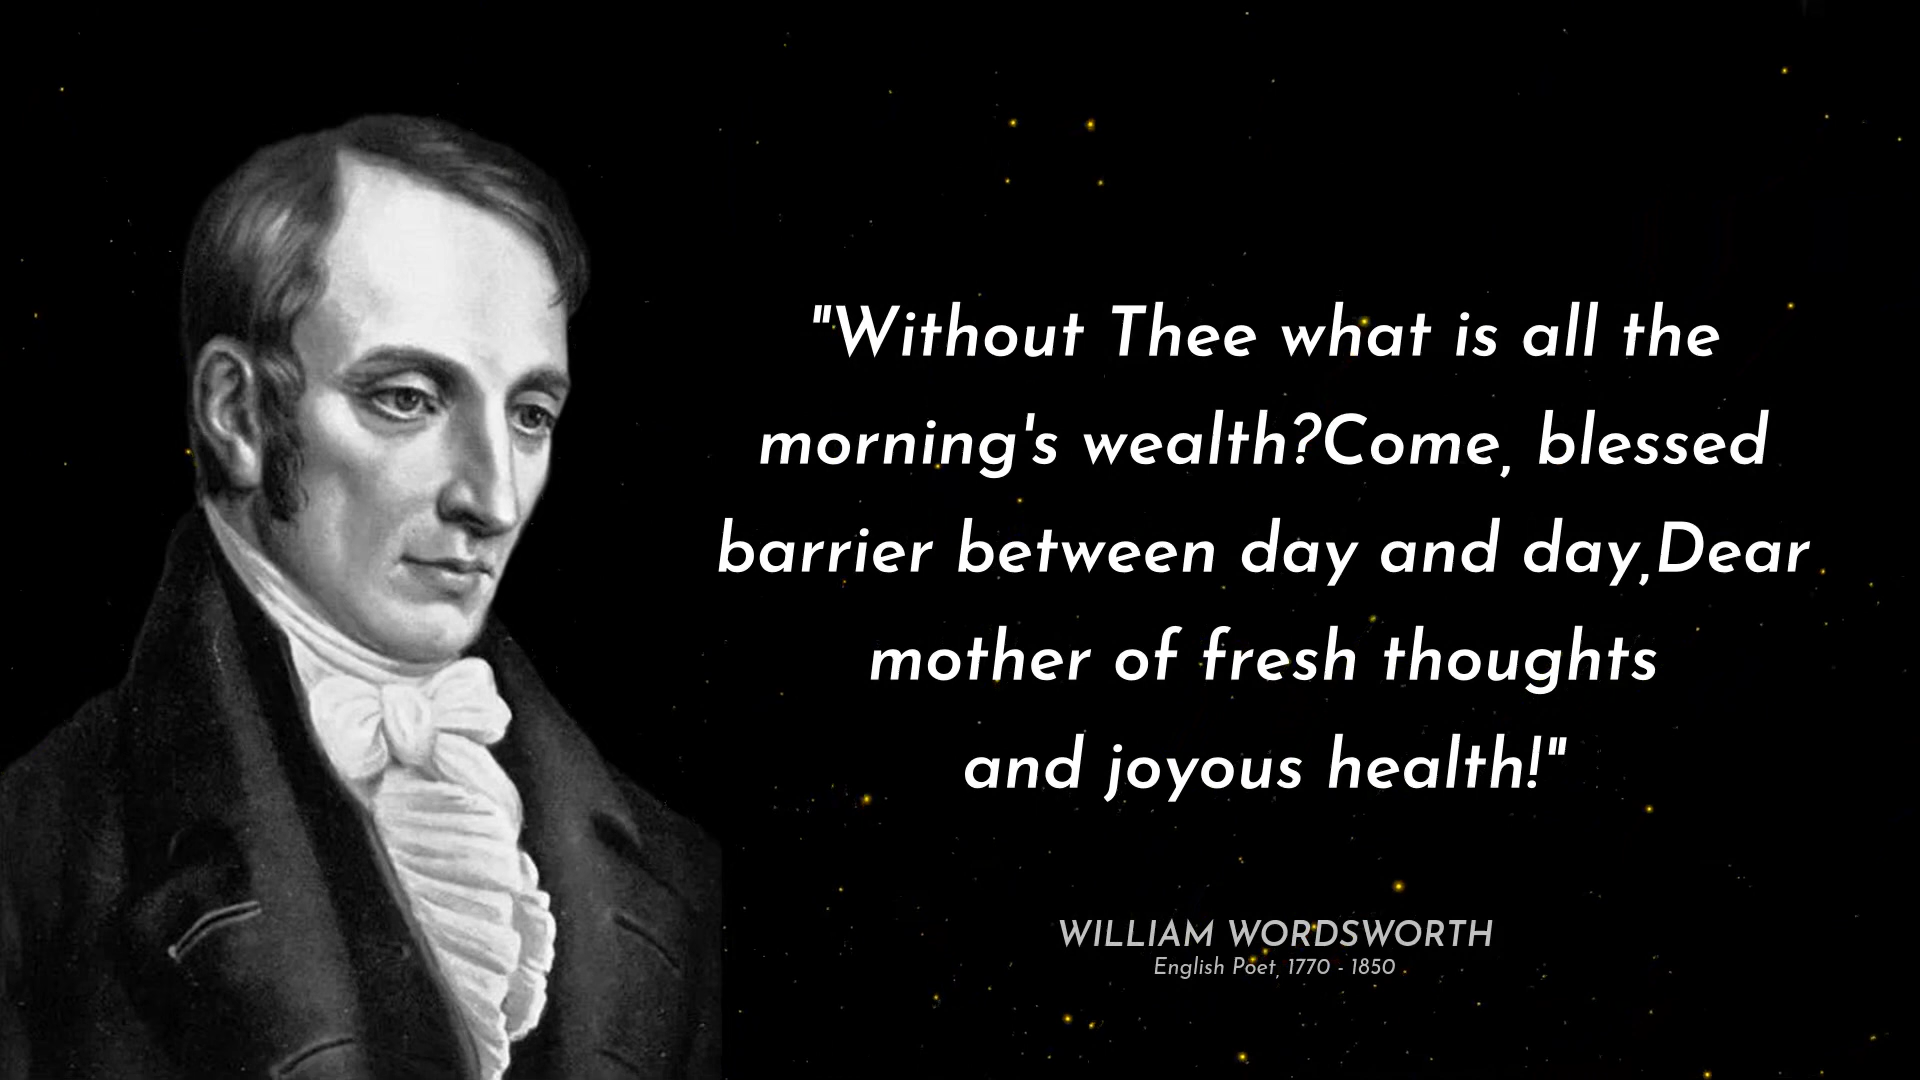 "Without Thee what is all the
morning's wealth?Come, blessed
barrier between day and day,Dear
mother of fresh thoughts
and joyous health!"
WILLIAM WORDSWORTH
English Poet, 1770 - 1850